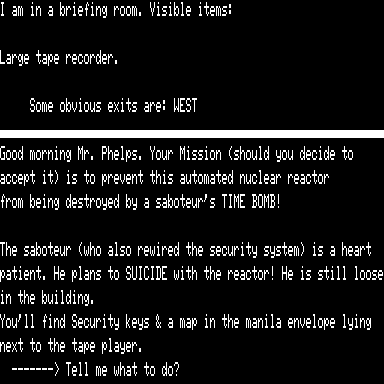 I am in a briefing room. Visible items:
Large tape recorder.
Some obvious exits are: WEST
Good morning Mr. Phelps. Your Mission (should you decide to
accept it) is to prevent this automated nuclear reactor
from being destroyed by a saboteur's TIME BOMB!
The saboteur (who also rewired the security system) is a heart
patient. He plans to SUICIDE with the reactor! He is still loose
in the building.
You'll find Security keys & a map in the manila envelope lying
next to the tape player.
-------> Tell me what to do?